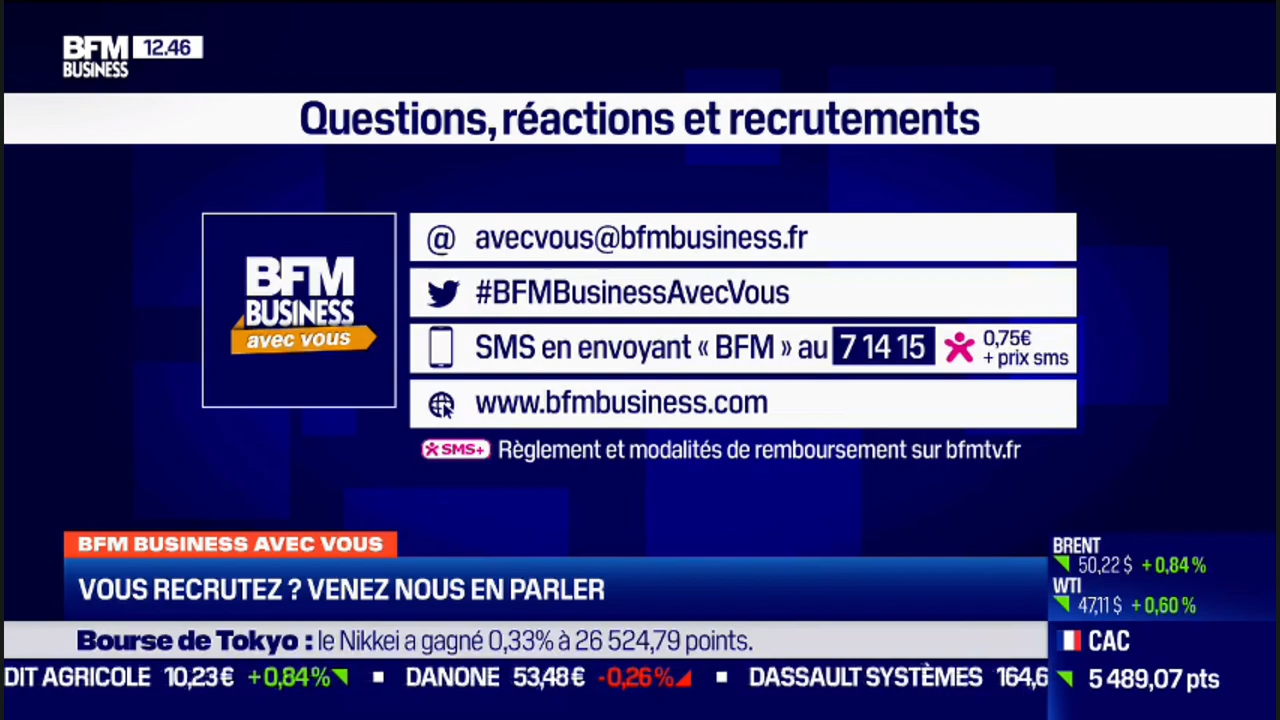 BFM 12.46
BUSINESS
Questions, réactions et recrutements
BFM
BUSINESS
avec vous
@ avecvous@bfmbusiness.fr
#BFMBusinessAvecVous
SMS en envoyant « BFM » au 7 14 15 0,75€
+ prix sms
www.bfmbusiness.com
SMS+ Règlement et modalités de remboursement sur bfmtv.fr
BFM BUSINESS AVEC VOUS
VOUS RECRUTEZ ? VENEZ NOUS EN PARLER
BRENT
50,22 $ +0,84 %
WTI
47,11 $ +0,60 %
Bourse de Tokyo : le Nikkei a gagné 0,33% à 26 524,79 points.
CAC
DIT AGRICOLE 10,23€ +0,84% DANONE 53,48€ -0,26% DASSAULT SYSTÈMES 164,6
5 489,07 pts